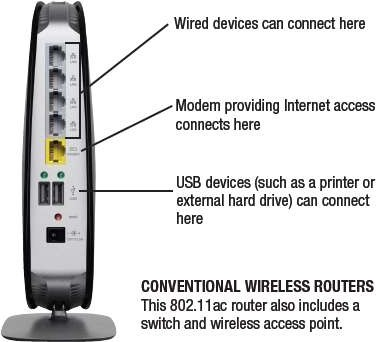 Wired devices can connect here
Modem providing Internet access
connects here
USB devices (such as a printer or
external hard drive) can connect
here
CONVENTIONAL WIRELESS ROUTERS
This 802.11ac router also includes a
switch and wireless access point.